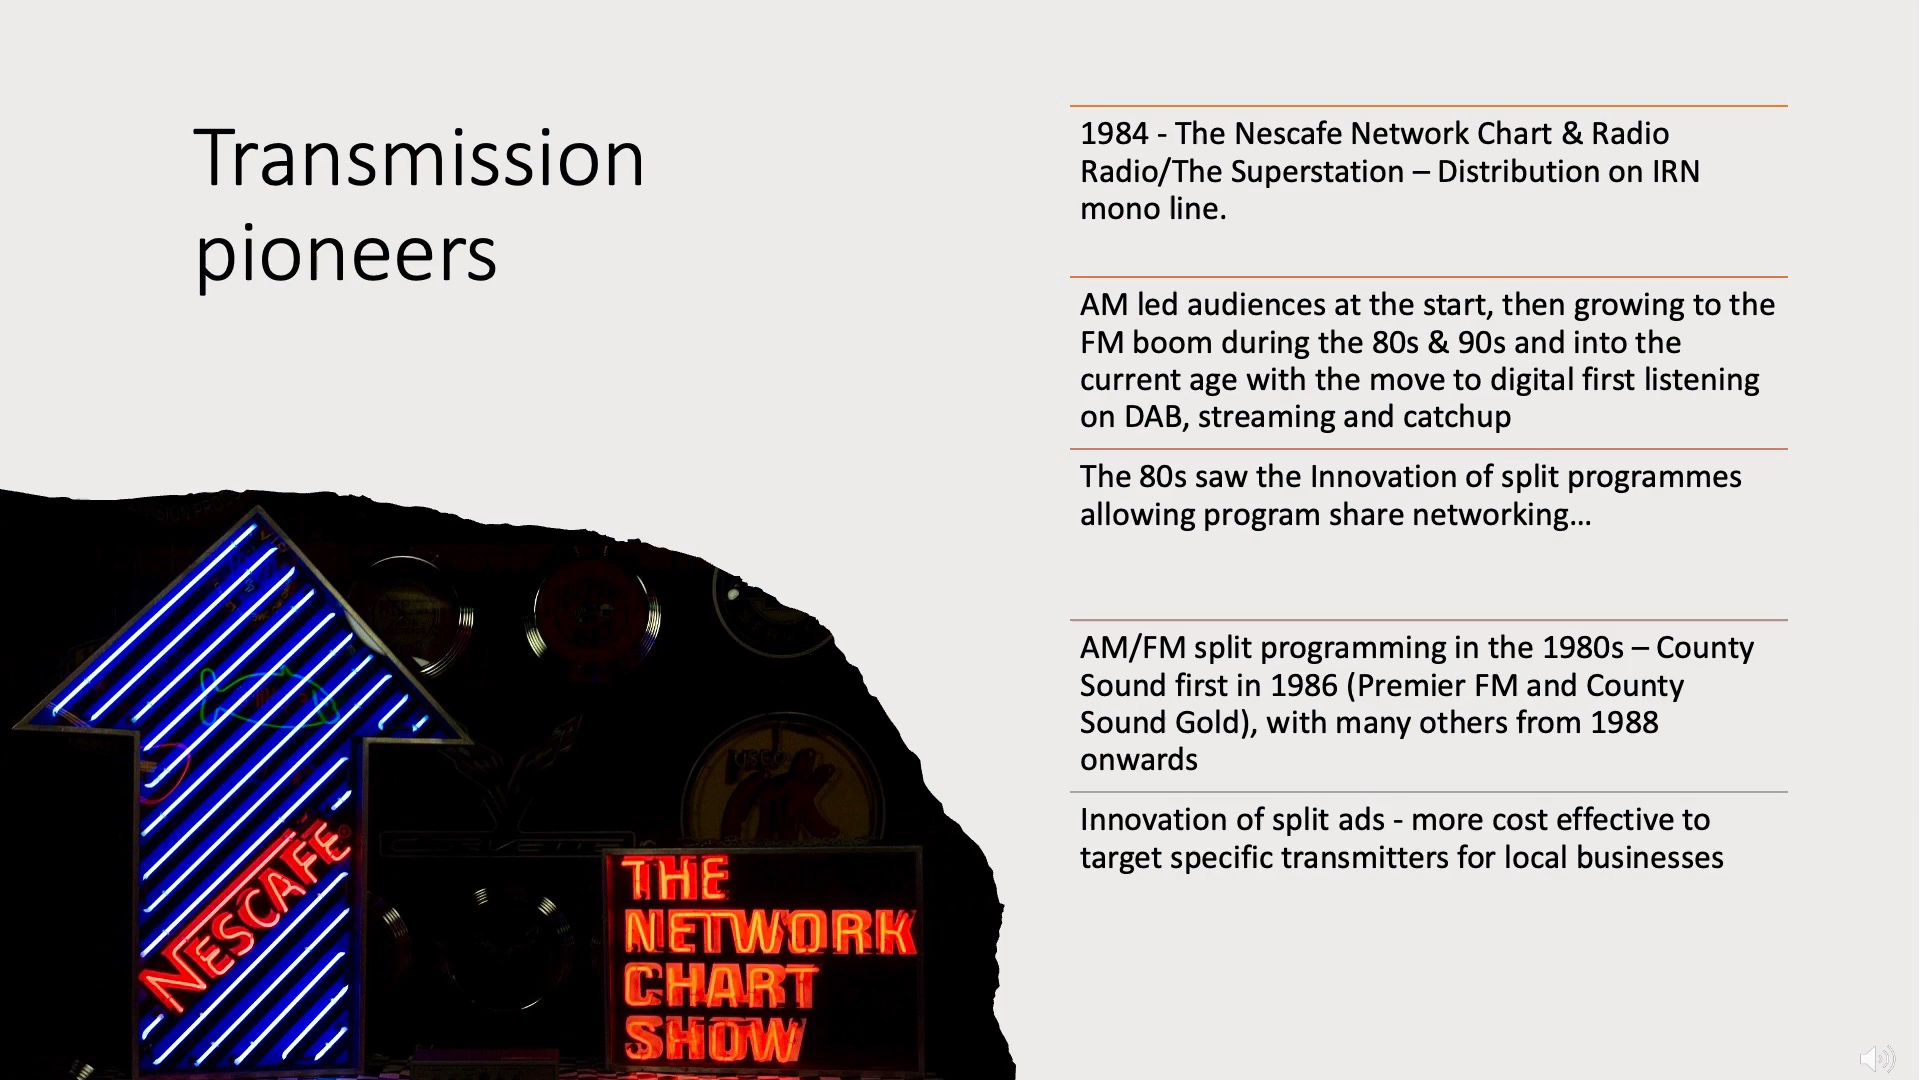 Transmission
pioneers
1984 - The Nescafe Network Chart & Radio
Radio/The Superstation – Distribution on IRN
mono line.
AM led audiences at the start, then growing to the
FM boom during the 80s & 90s and into the
current age with the move to digital first listening
on DAB, streaming and catchup
The 80s saw the Innovation of split programmes
allowing program share networking…
AM/FM split programming in the 1980s – County
Sound first in 1986 (Premier FM and County
Sound Gold), with many others from 1988
onwards
Innovation of split ads - more cost effective to
target specific transmitters for local businesses
NESCAFE
THE
NETWORK
CHART
SHOW